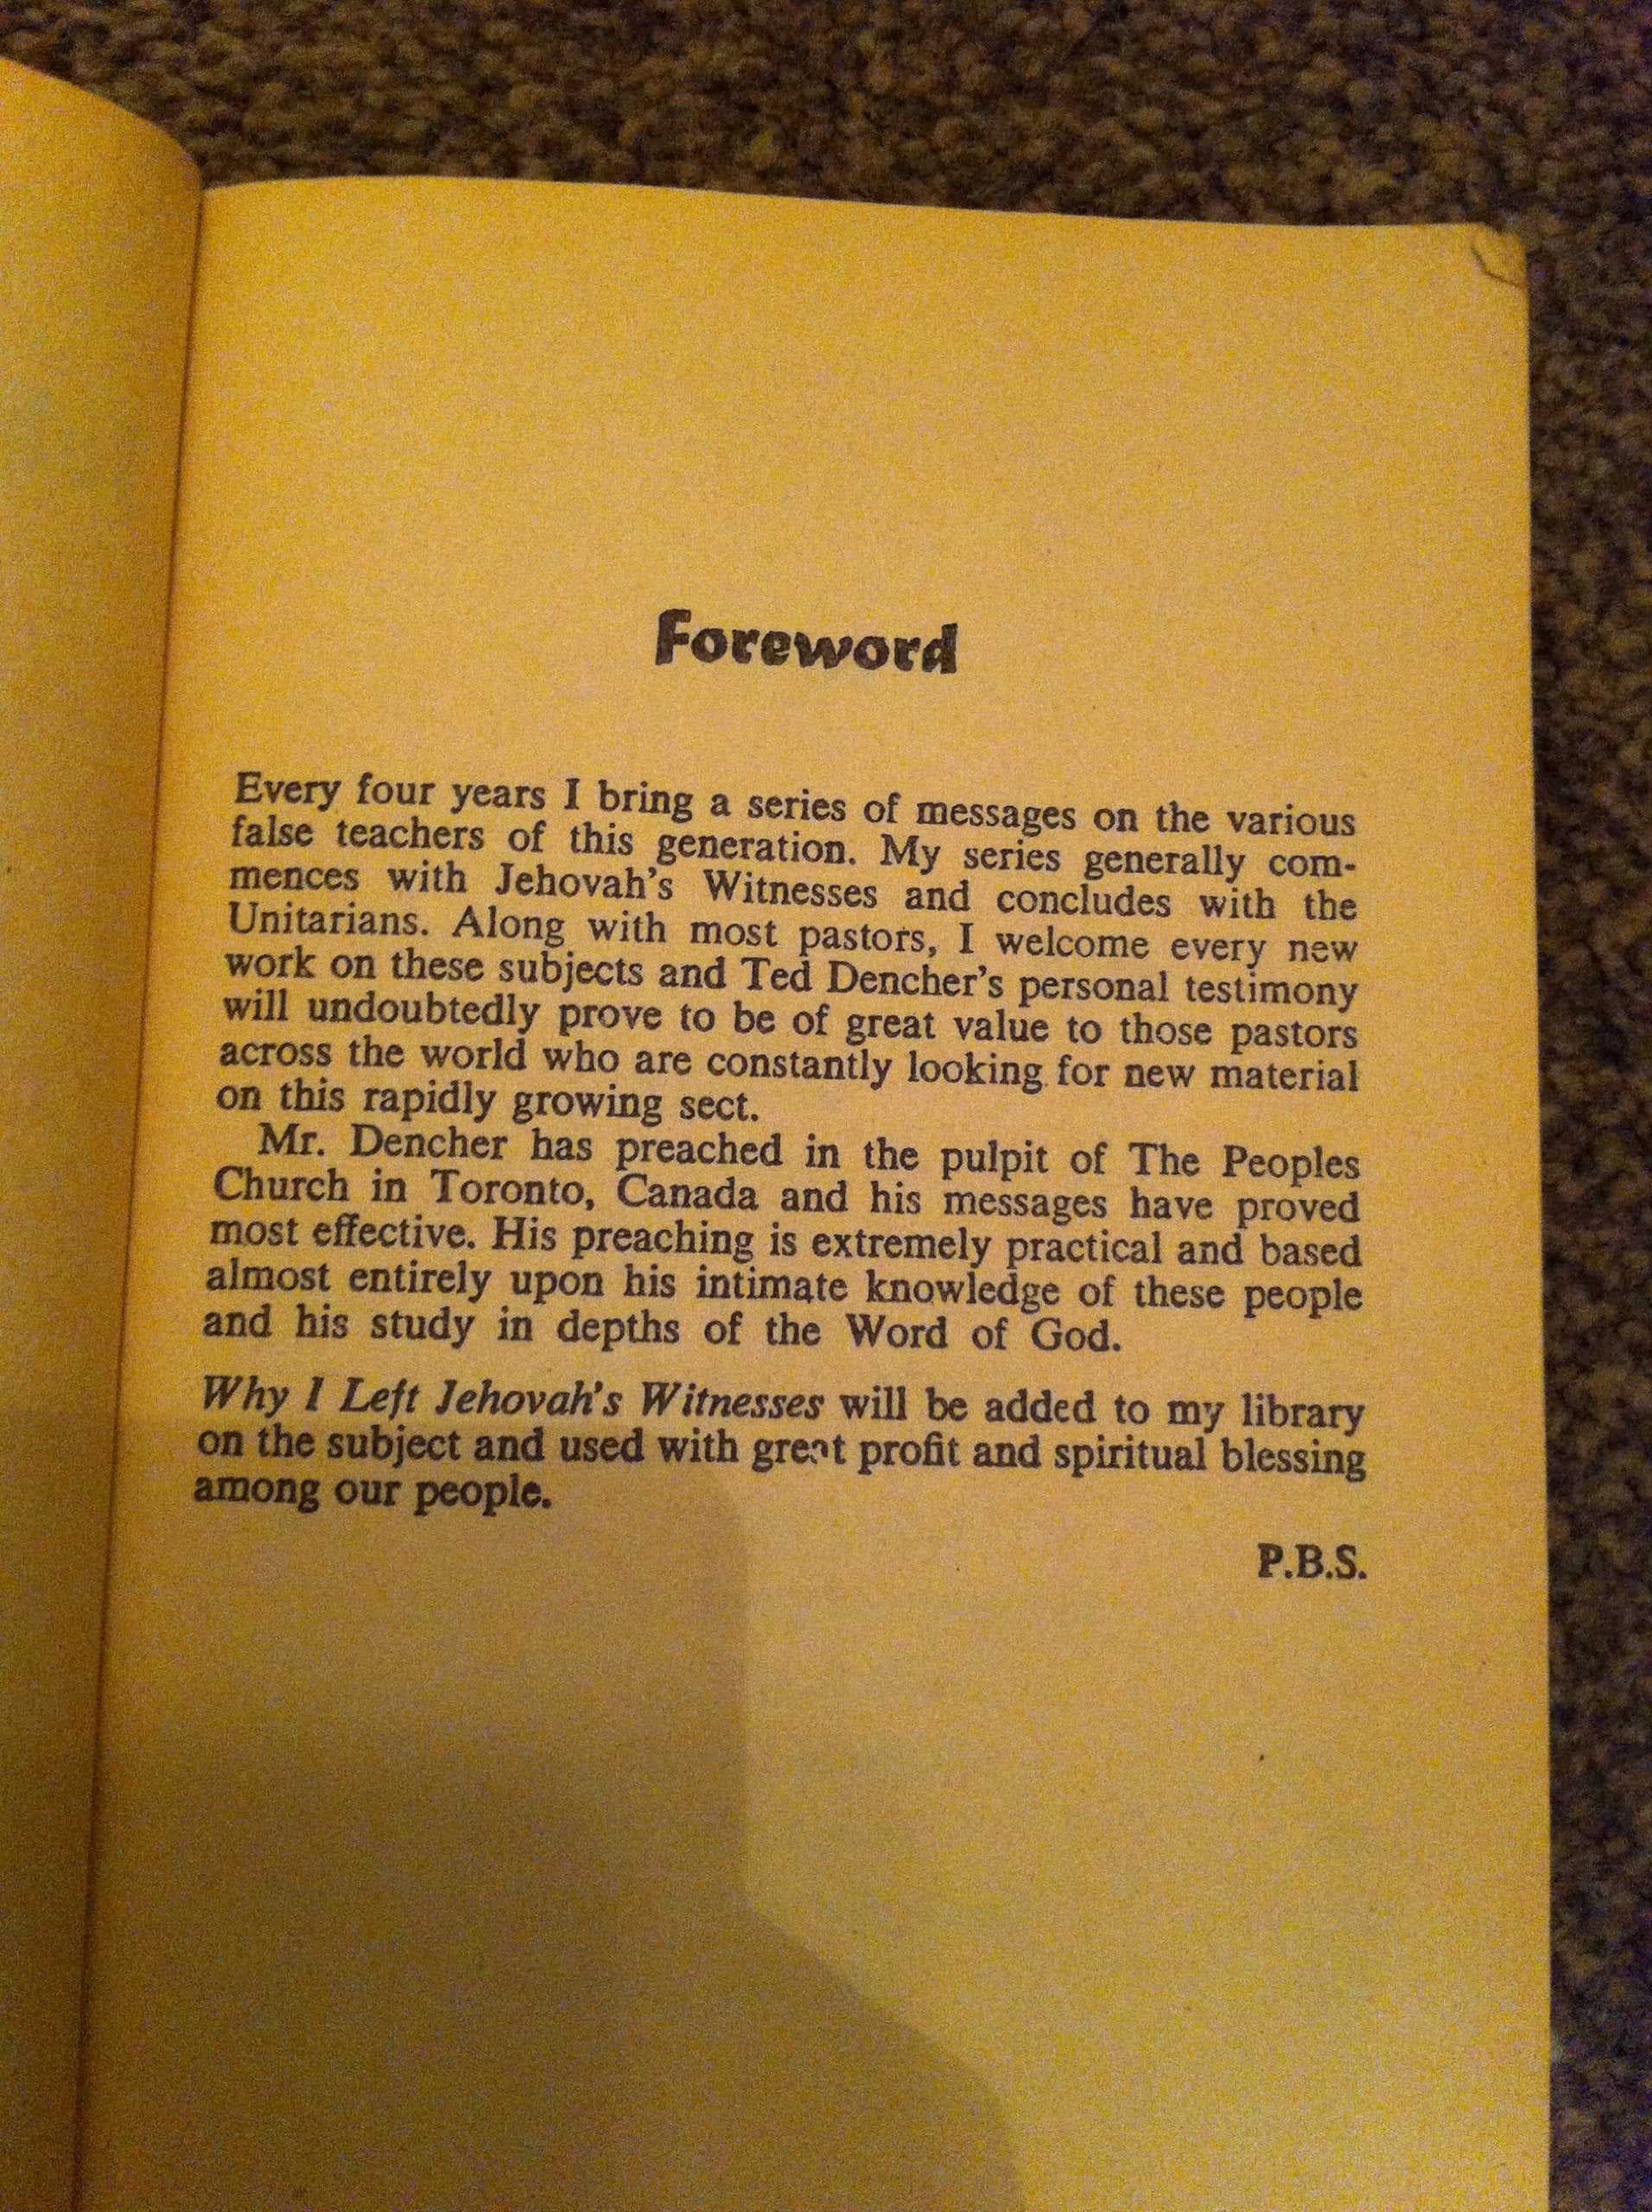 Foreword
Every four years I bring a series of messages on the various
false teachers of this generation. My series generally com-
mences with Jehovah's Witnesses and concludes with the
Unitarians. Along with most pastors, I welcome every new
work on these subjects and Ted Dencher's personal testimony
will undoubtedly prove to be of great value to those pastors
across the world who are constantly looking for new material
on this rapidly growing sect.
Mr. Dencher has preached in the pulpit of The Peoples
Church in Toronto, Canada and his messages have proved
most effective. His preaching is extremely practical and based
almost entirely upon his intimate knowledge of these people
and his study in depths of the Word of God.
Why I Left Jehovah's Witnesses will be added to my library
on the subject and used with great profit and spiritual blessing
among our people.
P.B.S.